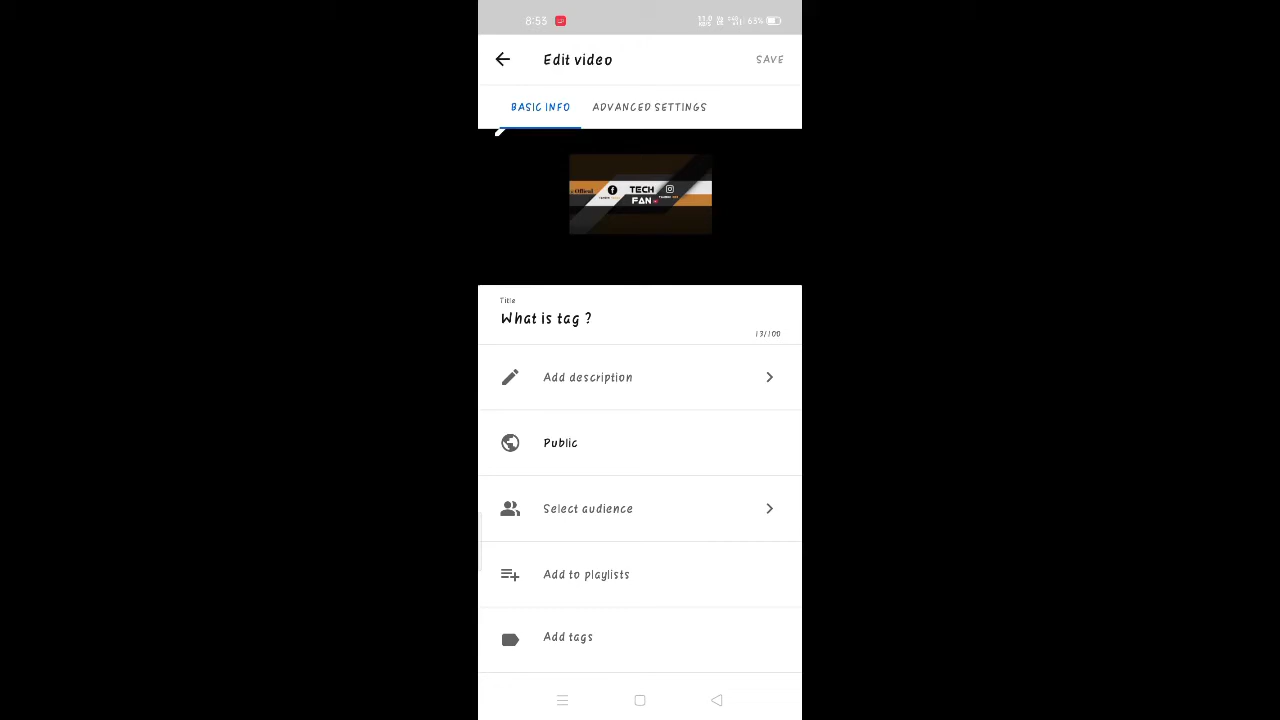 8:53
65%
Edit video
SAVE
BASIC INFO
ADVANCED SETTINGS
TECH
FAN
Title
What is tag ?
13/100
Add description
Public
Select audience
Add to playlists
Add tags